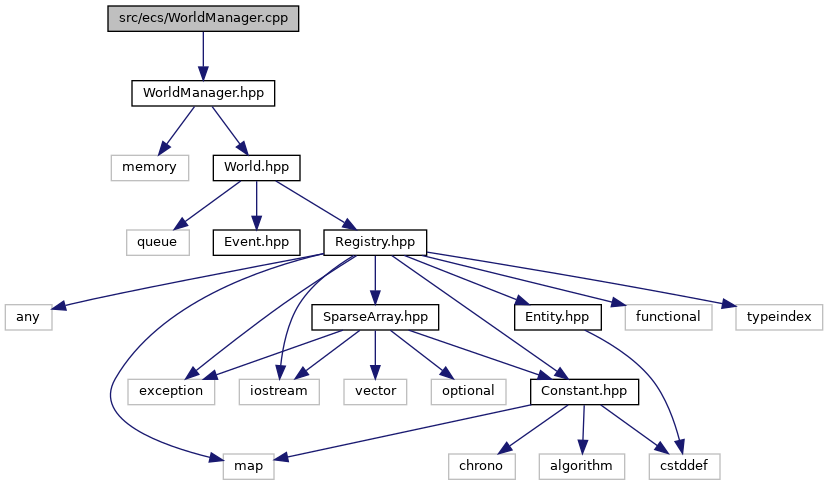 src/ecs/WorldManager.cpp
WorldManager.hpp
memory
World.hpp
queue
Event.hpp
Registry.hpp
any
SparseArray.hpp
Entity.hpp
functional
typeindex
exception
iostream
vector
optional
Constant.hpp
map
chrono
algorithm
cstddef